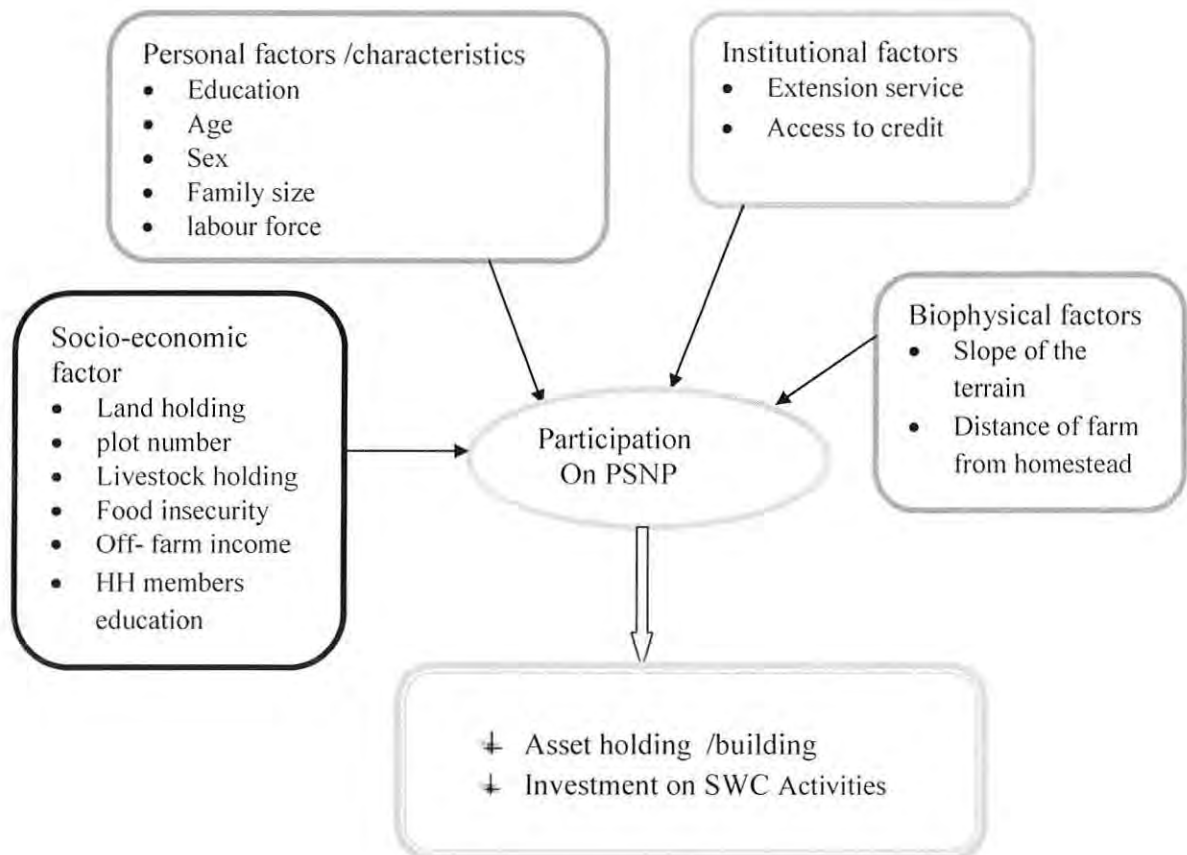 Personal factors /characteristics
• Education
• Age
• Sex
• Family size
• labour force
Institutional factors
• Extension service
• Access to credit
Socio-economic
factor
• Land holding
• plot number
• Livestock holding
• Food insecurity
• Off- farm income
• HH members
education
Biophysical factors
• Slope of the
terrain
• Distance of farm
from homestead
Participation
On PSNP
Asset holding /building
Investment on SWC Activities